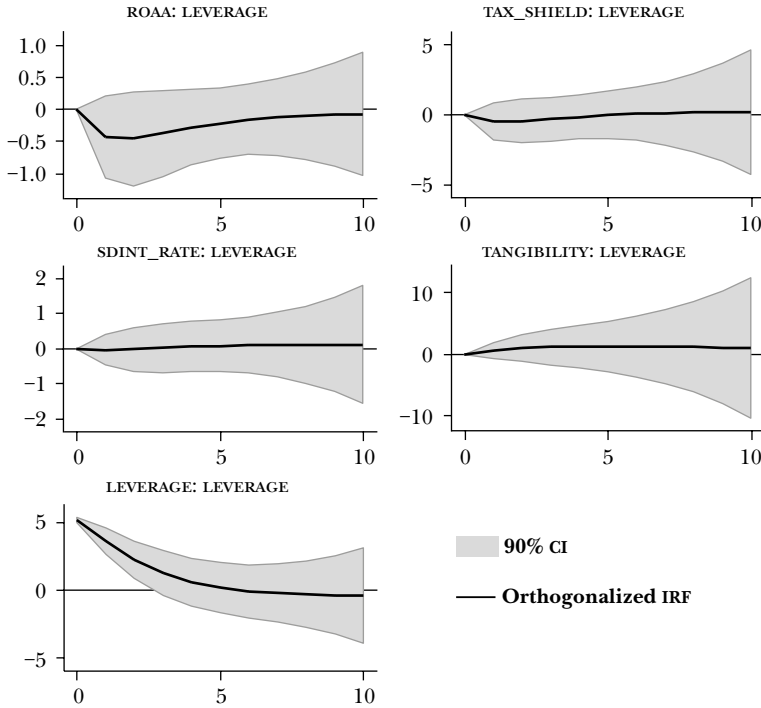 ROAA: LEVERAGE
1.0
0.5
0
−0.5
−1.0
0 5 10
TAX_SHIELD: LEVERAGE
5
0
−5
0 5 10
SDINT_RATE: LEVERAGE
2
1
0
−1
−2
0 5 10
TANGIBILITY: LEVERAGE
10
0
−10
0 5 10
LEVERAGE: LEVERAGE
5
0
−5
0 5 10
90% CI
Orthogonalized IRF